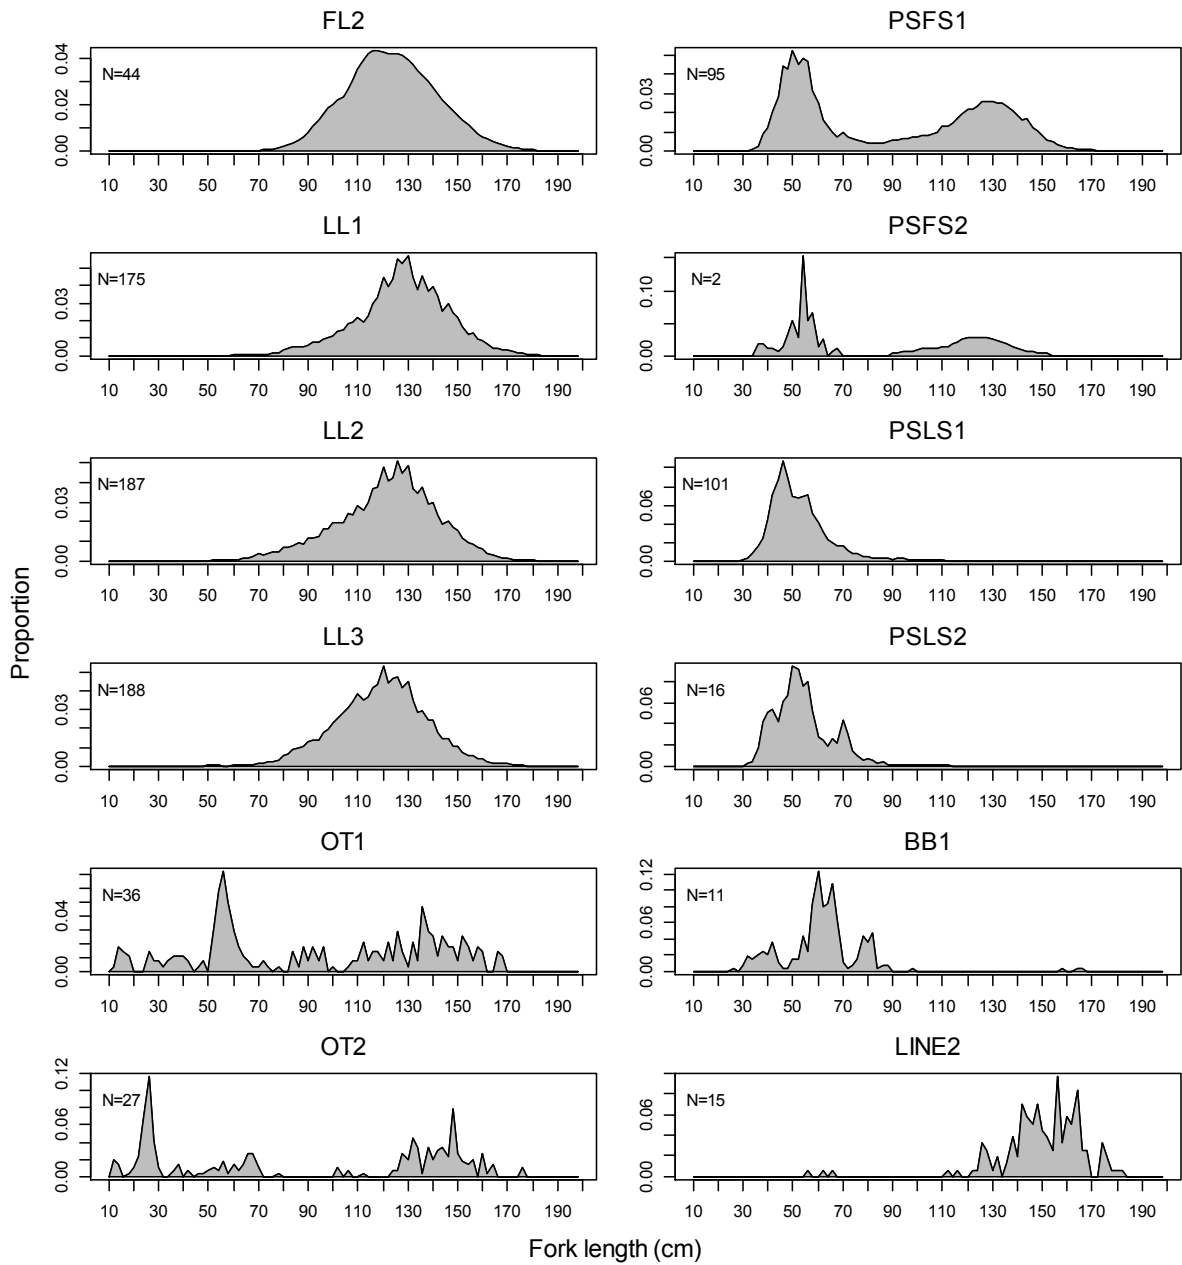 FL2
0.00 0.02 0.04
N=44
10 30 50 70 90 110 130 150 170 190
PSFS1
0.00 0.03
N=95
10 30 50 70 90 110 130 150 170 190
LL1
0.00 0.03
N=175
10 30 50 70 90 110 130 150 170 190
PSFS2
0.00 0.10
N=2
10 30 50 70 90 110 130 150 170 190
LL2
0.00 0.03
N=187
10 30 50 70 90 110 130 150 170 190
PSLS1
0.00 0.06
N=101
10 30 50 70 90 110 130 150 170 190
LL3
0.00 0.03
N=188
10 30 50 70 90 110 130 150 170 190
PSLS2
0.00 0.06
N=16
10 30 50 70 90 110 130 150 170 190
OT1
0.00 0.04
N=36
10 30 50 70 90 110 130 150 170 190
BB1
0.00 0.06 0.12
N=11
10 30 50 70 90 110 130 150 170 190
OT2
0.00 0.06 0.12
N=27
10 30 50 70 90 110 130 150 170 190
LINE2
0.00 0.06
N=15
10 30 50 70 90 110 130 150 170 190
Proportion
Fork length (cm)